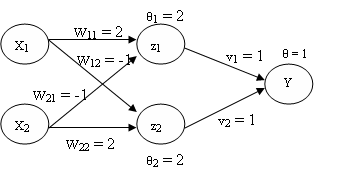 θ₁ = 2
X₁
W₁₁ = 2
z₁
W₁₂ = -1
v₁ = 1
θ = 1
Y
W₂₁ = -1
X₂
z₂
v₂ = 1
W₂₂ = 2
θ₂ = 2